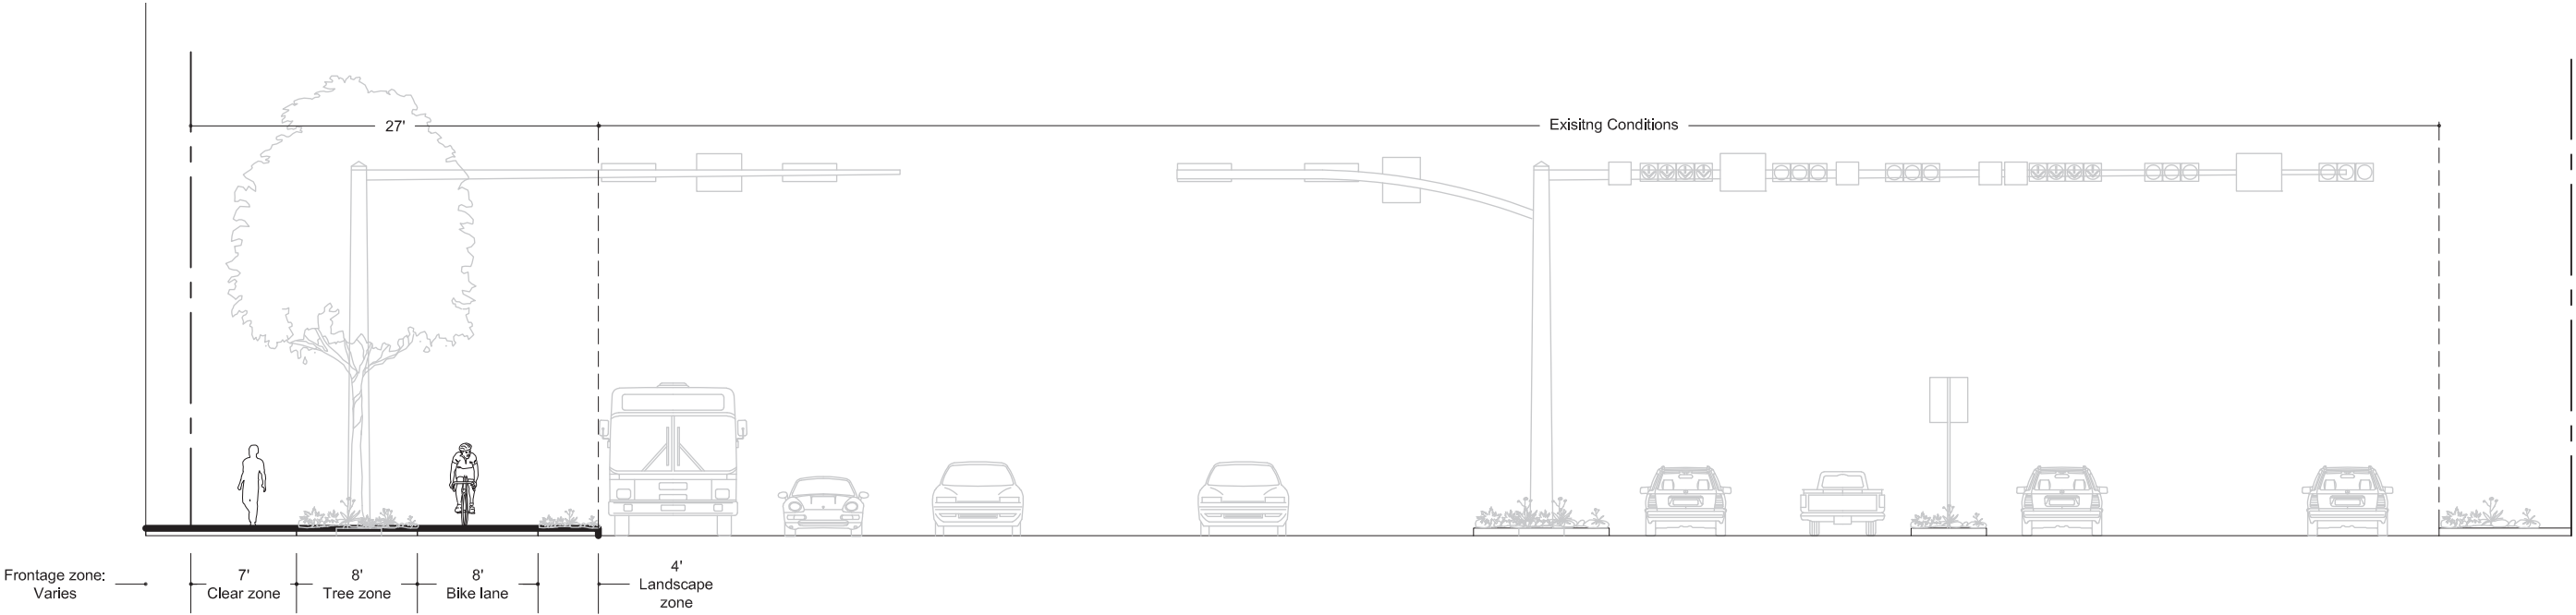 27'
Exisitng Conditions
Frontage zone:
Varies
7'
Clear zone
8'
Tree zone
8'
Bike lane
4'
Landscape
zone